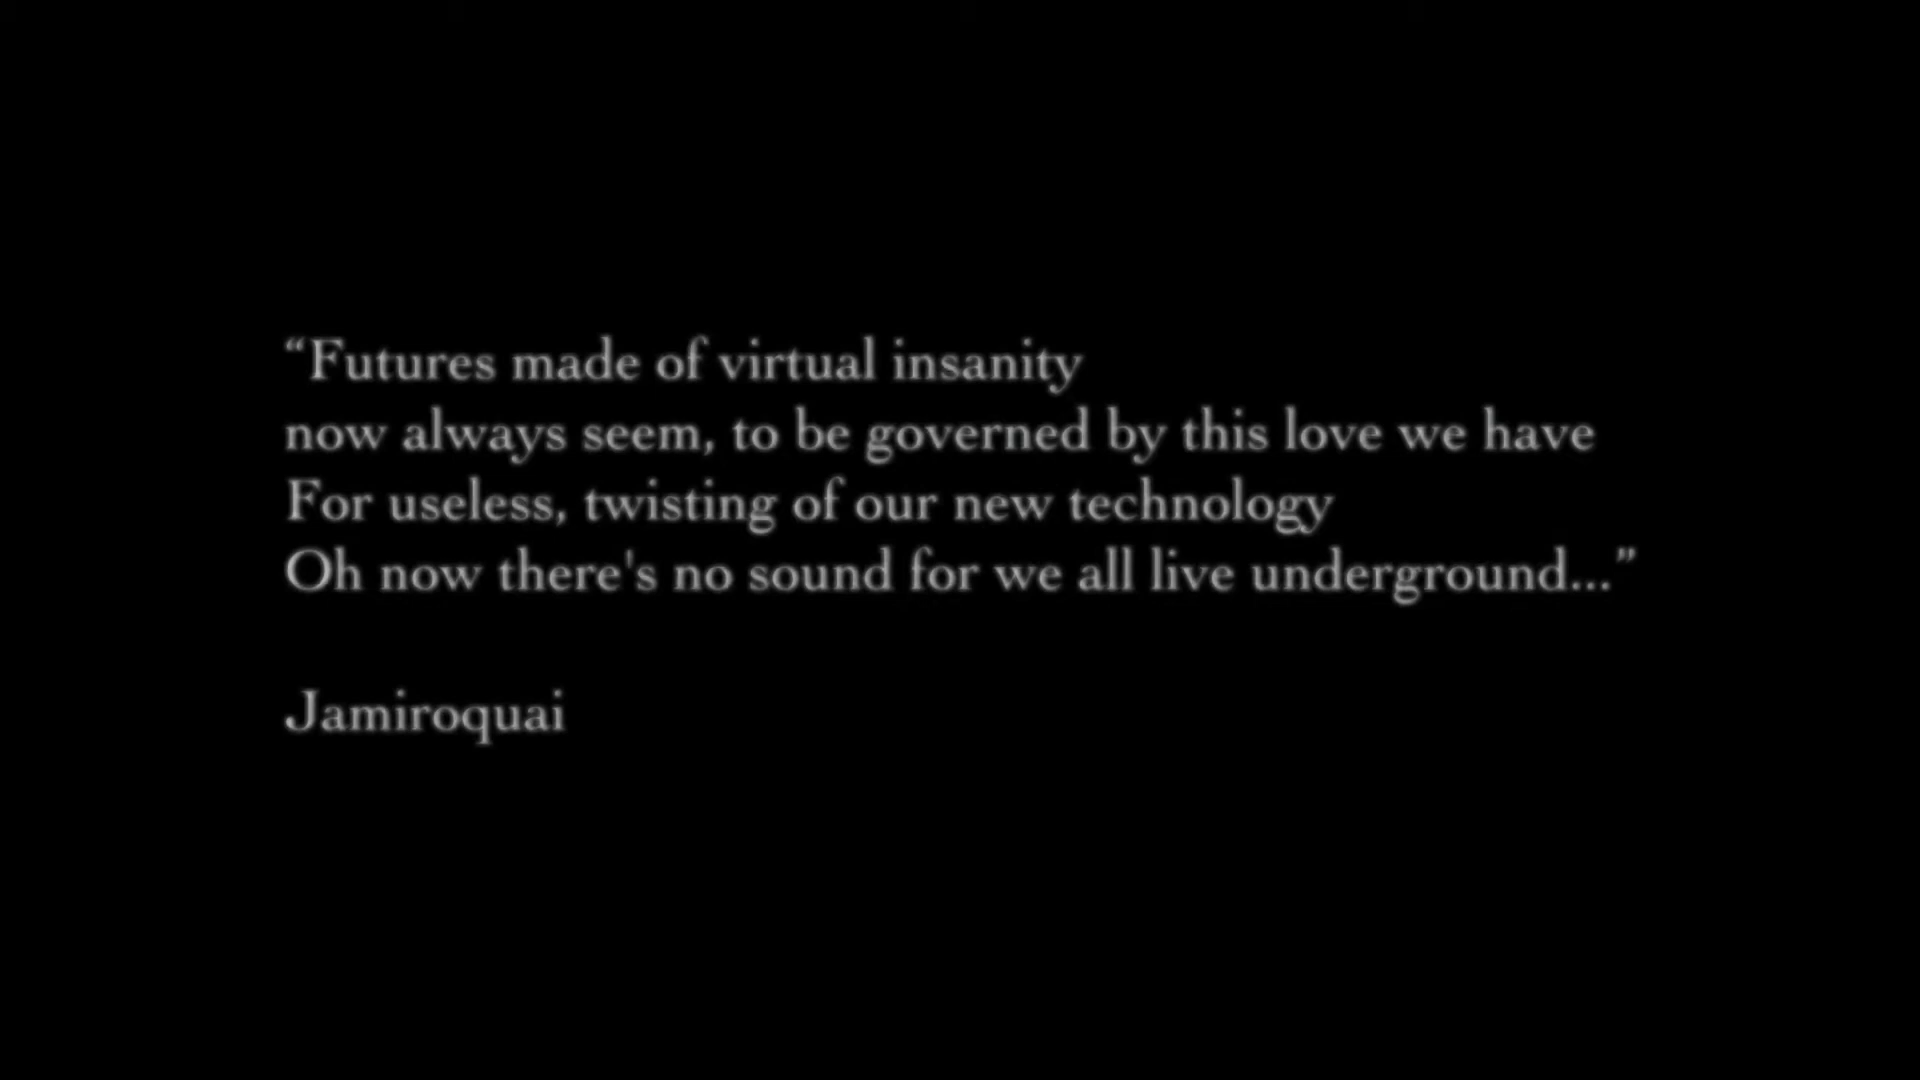 “Futures made of virtual insanity
now always seem, to be governed by this love we have
For useless, twisting of our new technology
Oh now there's no sound for we all live underground...”
Jamiroquai